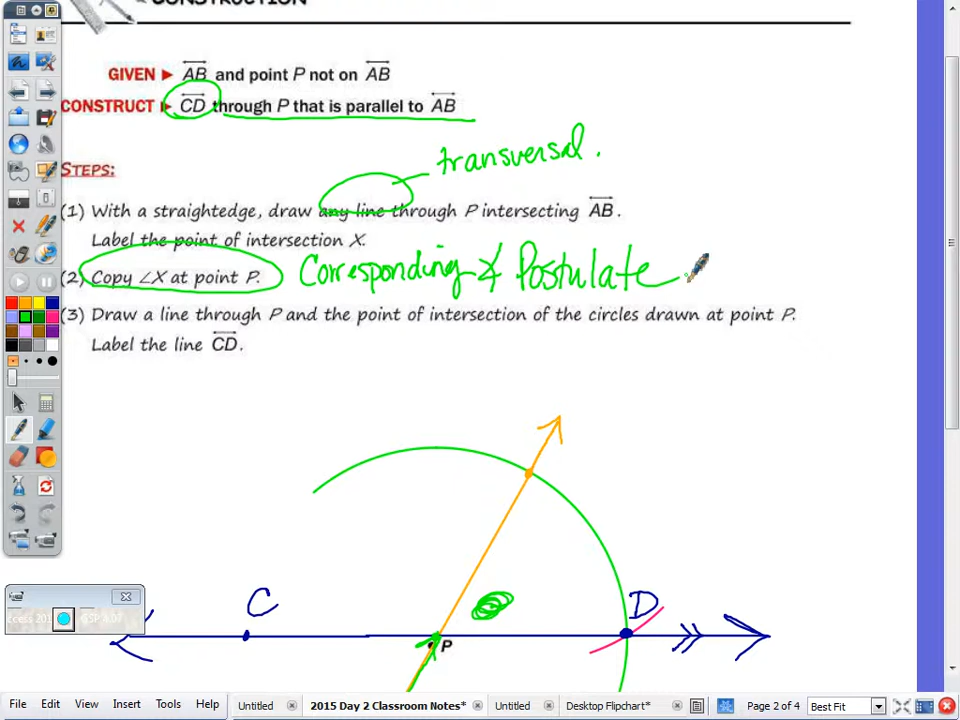 CONSTRUCTION
GIVEN ► AB and point P not on AB
CONSTRUCT ► CD through P that is parallel to AB
transversal.
STEPS:
(1) With a straightedge, draw any line through P intersecting AB.
Label the point of intersection X.
(2) Copy ∠X at point P. Corresponding ∡ Postulate
(3) Draw a line through P and the point of intersection of the circles drawn at point P.
Label the line CD.
C
D
P
File Edit View Insert Tools Help Untitled 2015 Day 2 Classroom Notes* Untitled Desktop Flipchart* Page 2 of 4 Best Fit